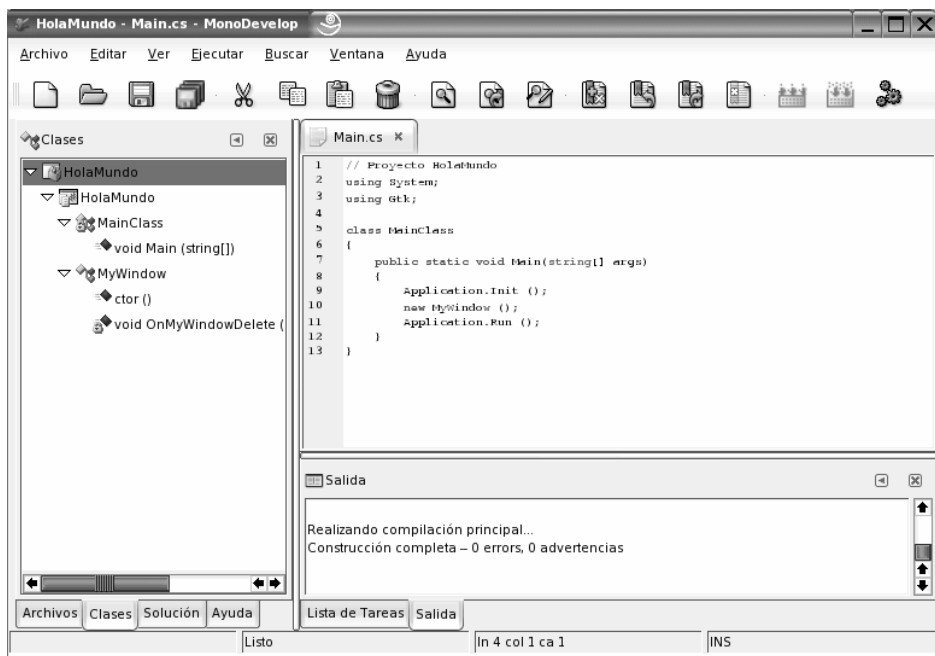 HolaMundo - Main.cs - MonoDevelop
Archivo Editar Ver Ejecutar Buscar Ventana Ayuda
Clases
HolaMundo
HolaMundo
MainClass
void Main (string[])
MyWindow
ctor ()
void OnMyWindowDelete (
Archivos Clases Solución Ayuda
Main.cs
1 // Proyecto HolaMundo
2 using System;
3 using Gtk;
4
5 class MainClass
6 {
7 public static void Main(string[] args)
8 {
9 Application.Init ();
10 new MyWindow ();
11 Application.Run ();
12 }
13 }
Salida
Realizando compilación principal...
Construcción completa -- 0 errors, 0 advertencias
Lista de Tareas Salida
Listo ln 4 col 1 ca 1 INS